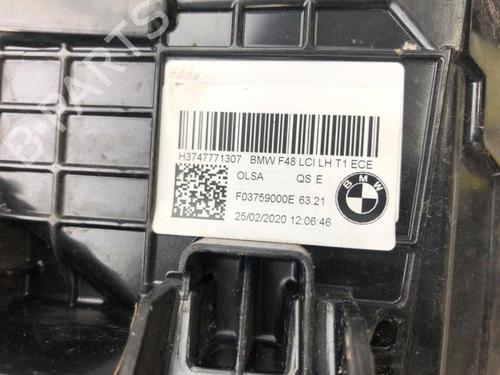 H3747771307 BMW F48 LCI LH T1 ECE
OLSA QS E
F03759000E 63.21
25/02/2020 12:06:46
BMW
B-PARTS